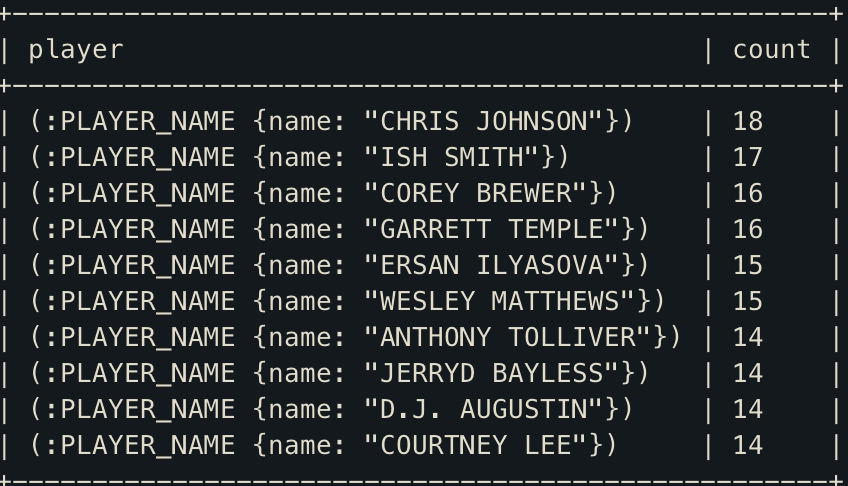 +---------------------------------------------------+
| player                                    | count |
+---------------------------------------------------+
| (:PLAYER_NAME {name: "CHRIS JOHNSON"})    | 18    |
| (:PLAYER_NAME {name: "ISH SMITH"})        | 17    |
| (:PLAYER_NAME {name: "COREY BREWER"})     | 16    |
| (:PLAYER_NAME {name: "GARRETT TEMPLE"})   | 16    |
| (:PLAYER_NAME {name: "ERSAN ILYASOVA"})   | 15    |
| (:PLAYER_NAME {name: "WESLEY MATTHEWS"})  | 15    |
| (:PLAYER_NAME {name: "ANTHONY TOLLIVER"}) | 14    |
| (:PLAYER_NAME {name: "JERRYD BAYLESS"})   | 14    |
| (:PLAYER_NAME {name: "D.J. AUGUSTIN"})    | 14    |
| (:PLAYER_NAME {name: "COURTNEY LEE"})     | 14    |
+---------------------------------------------------+